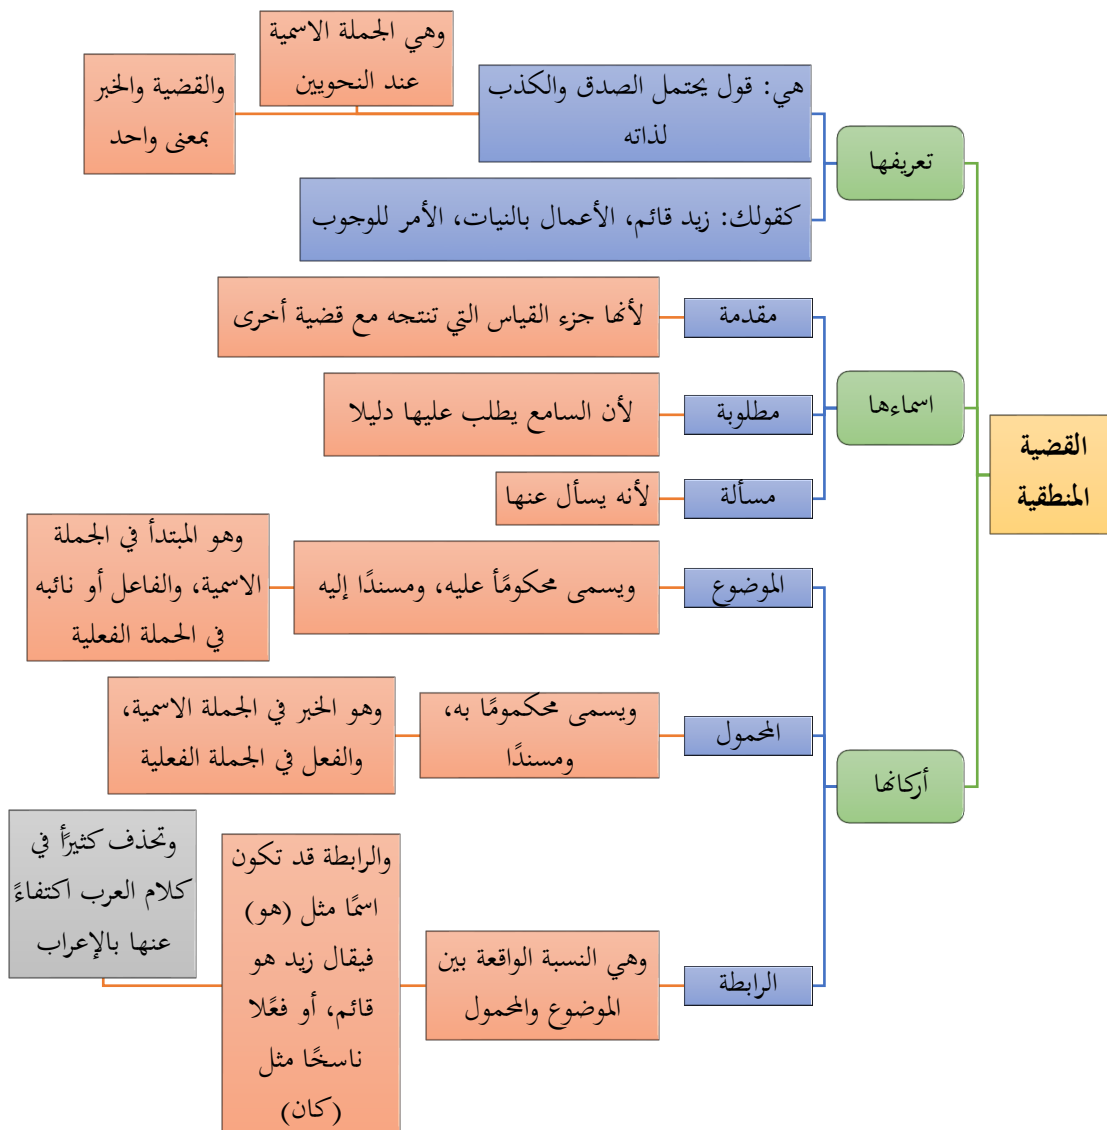 القضية
المنطقية
تعريفها
هي: قول يحتمل الصدق والكذب
لذاته
وهي الجملة الاسمية
عند النحويين
والقضية والخبر
بمعنى واحد
كقولك: زيد قائم، الأعمال بالنيات، الأمر للوجوب
اسماءها
مقدمة
لأنها جزء القياس التي تنتجه مع قضية أخرى
مطلوبة
لأن السامع يطلب عليها دليلا
مسألة
لأنه يسأل عنها
أركانها
الموضوع
ويسمى محكومًأ عليه، ومسندًا إليه
وهو المبتدأ في الجملة
الاسمية، والفاعل أو نائبه
في الحملة الفعلية
المحمول
ويسمى محكمومًا به،
ومسندًا
وهو الخبر في الجملة الاسمية،
والفعل في الجملة الفعلية
الرابطة
وهي النسبة الواقعة بين
الموضوع والمحمول
والرابطة قد تكون
اسمًا مثل (هو)
فيقال زيد هو
قائم، أو فعًلا
ناسخًا مثل
(كان)
وتحذف كثيرًأ في
كلام العرب اكتفاءً
عنها بالإعراب